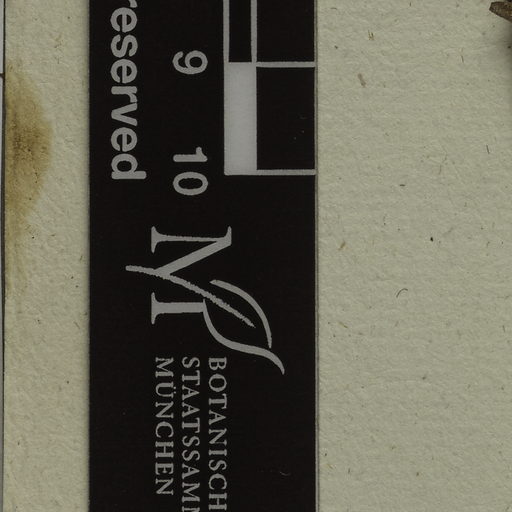 reserved
9 10
BOTANISCH
STAATSSAM
MÜNCHEN